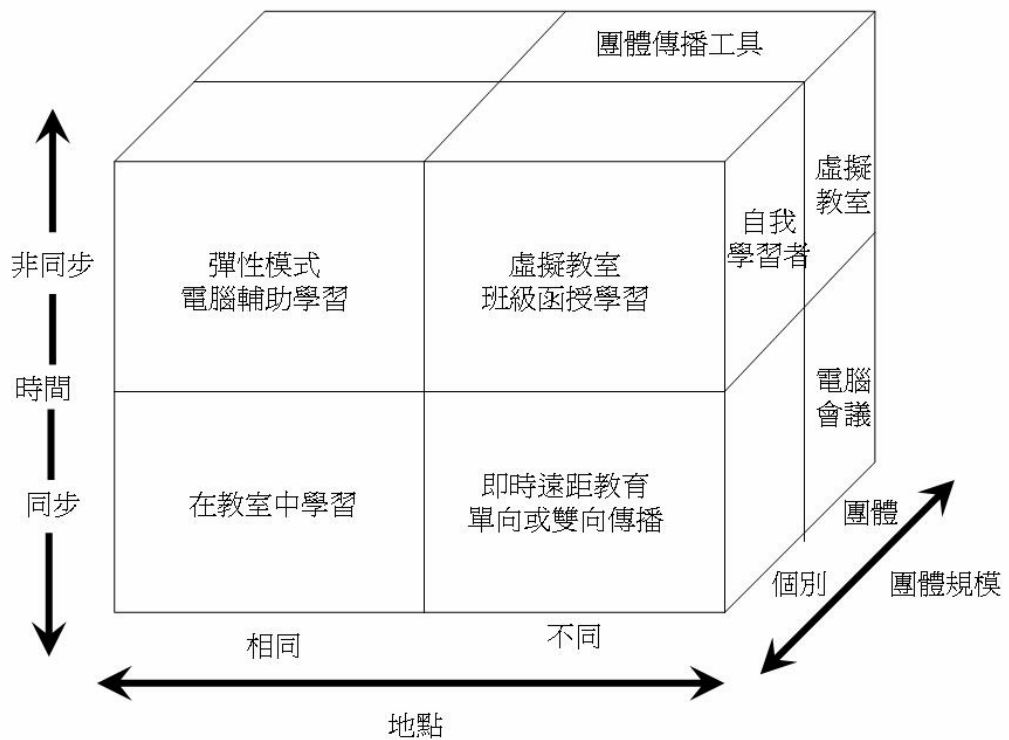 團體傳播工具
虛擬
教室
自我
學習者
非同步
彈性模式
電腦輔助學習
虛擬教室
班級函授學習
時間
電腦
會議
同步
在教室中學習
即時遠距教育
單向或雙向傳播
團體
個別
團體規模
相同
不同
地點